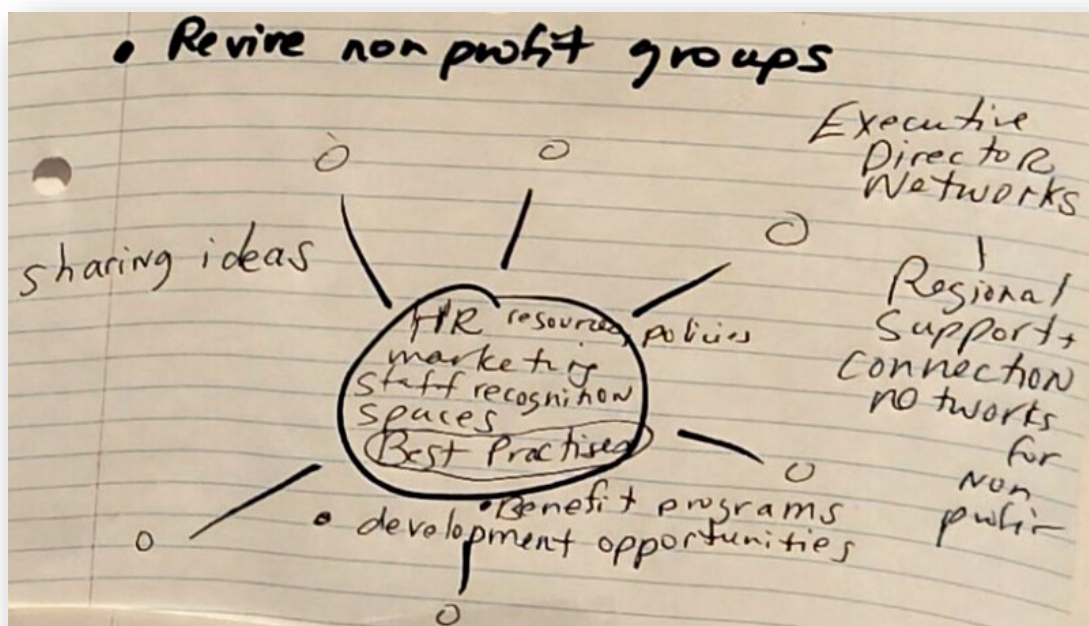 • Revive non profit groups
Executive
Director
Networks
sharing ideas
Regional
Support +
Connection
networks
for
Non
profit
HR resources, policies
marketing
Staff recognition
spaces
Best Practises
• Benefit programs
• development opportunities